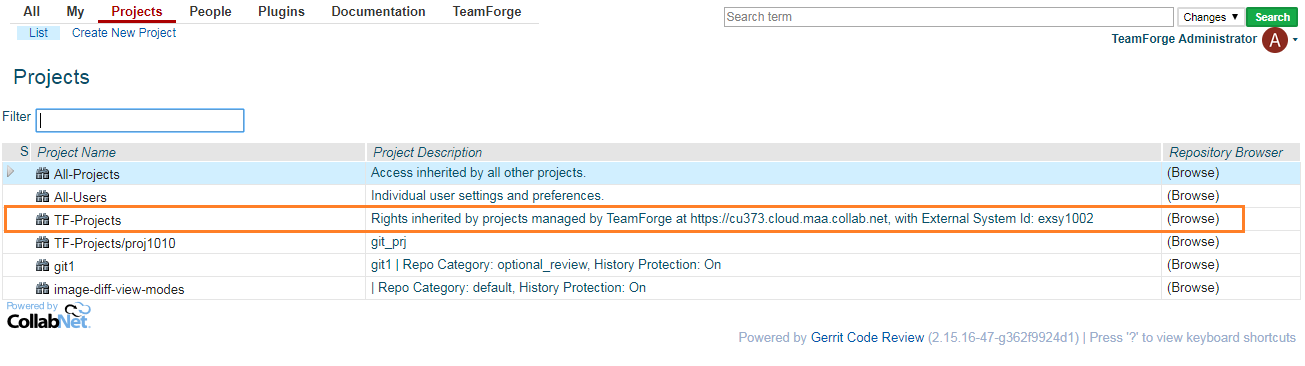 All My Projects People Plugins Documentation TeamForge
Search term Changes ▼ Search
List Create New Project
TeamForge Administrator A
Projects
Filter
S Project Name Project Description Repository Browser
All-Projects Access inherited by all other projects. (Browse)
All-Users Individual user settings and preferences. (Browse)
TF-Projects Rights inherited by projects managed by TeamForge at https://cu373.cloud.maa.collab.net, with External System Id: exsy1002 (Browse)
TF-Projects/proj1010 git_prj (Browse)
git1 git1 | Repo Category: optional_review, History Protection: On (Browse)
image-diff-view-modes | Repo Category: default, History Protection: On (Browse)
Powered by
CollabNet
Powered by Gerrit Code Review (2.15.16-47-g362f9924d1) | Press '?' to view keyboard shortcuts